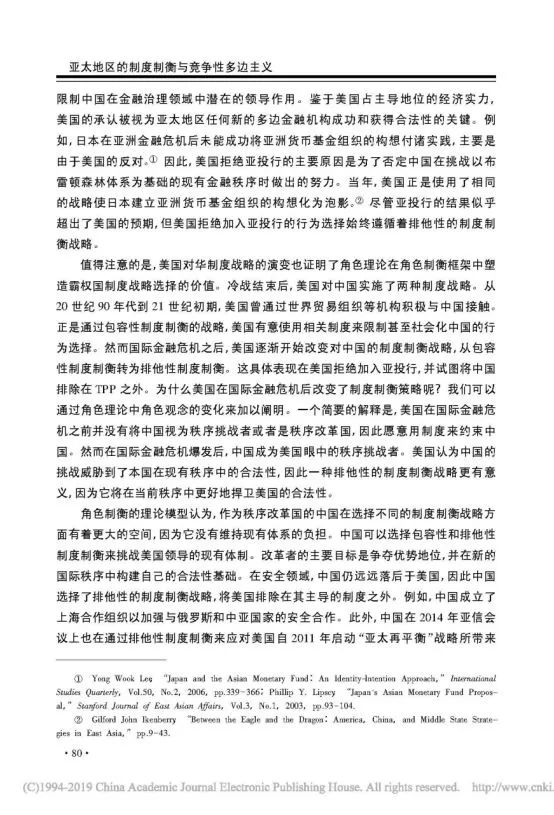 亚太地区的制度制衡与竞争性多边主义
限制中国在金融治理领域中潜在的领导作用。鉴于美国占主导地位的经济实力,
美国的承认被视为亚太地区任何新的多边金融机构成功和获得合法性的关键。例
如,日本在亚洲金融危机后未能成功将亚洲货币基金组织的构想付诸实践,主要是
由于美国的反对。① 因此,美国拒绝亚投行的主要原因是为了否定中国在挑战以布
雷顿森林体系为基础的现有金融秩序时做出的努力。当年,美国正是使用了相同
的战略使日本建立亚洲货币基金组织的构想化为泡影。② 尽管亚投行的结果似乎
超出了美国的预期,但美国拒绝加入亚投行的行为选择始终遵循着排他性的制度制
衡战略。
值得注意的是,美国对华制度战略的演变也证明了角色理论在角色制衡框架中塑
造霸权国制度战略选择的价值。冷战结束后,美国对中国实施了两种制度战略。从
20 世纪 90 年代到 21 世纪初期,美国曾通过世界贸易组织等机构积极与中国接触。
正是通过包容性制度制衡的战略,美国有意使用相关制度来限制甚至社会化中国的行
为选择。然而国际金融危机之后,美国逐渐开始改变对中国的制度制衡战略,从包容
性制度制衡转为排他性制度制衡。这具体表现在美国拒绝加入亚投行,并试图将中国
排除在 TPP 之外。为什么美国在国际金融危机后改变了制度制衡策略呢? 我们可以
通过角色理论中角色观念的变化来加以阐明。一个简要的解释是,美国在国际金融危
机之前并没有将中国视为秩序挑战者或者是秩序改革国,因此愿意用制度来约束中
国。然而在国际金融危机爆发后,中国成为美国眼中的秩序挑战者。美国认为中国的
挑战威胁到了本国在现有秩序中的合法性,因此一种排他性的制度制衡战略更有意
义,因为它将在当前秩序中更好地捍卫美国的合法性。
角色制衡的理论模型认为,作为秩序改革国的中国在选择不同的制度制衡战略方
面有着更大的空间,因为它没有维持现有体系的负担。中国可以选择包容性和排他性
制度制衡来挑战美国领导的现有体制。改革者的主要目标是争夺优势地位,并在新的
国际秩序中构建自己的合法性基础。在安全领域,中国仍远远落后于美国,因此中国
选择了排他性的制度制衡战略,将美国排除在其主导的制度之外。例如,中国成立了
上海合作组织以加强与俄罗斯和中亚国家的安全合作。此外,中国在 2014 年亚信会
议上也在通过排他性制度制衡来应对美国自 2011 年启动“亚太再平衡”战略所带来
① Yong Wook Lee, “Japan and the Asian Monetary Fund: An Identity-Intention Approach,” International
Studies Quarterly, Vol.50, No.2, 2006, pp.339-366; Phillip Y. Lipscy, “Japan's Asian Monetary Fund Propos-
al,” Stanford Journal of East Asian Affairs, Vol.3, No.1, 2003, pp.93-104.
② Gilford John Ikenberry, “Between the Eagle and the Dragon: America, China, and Middle State Strate-
gies in East Asia,” pp.9-43.
·80·
(C)1994-2019 China Academic Journal Electronic Publishing House. All rights reserved. http://www.cnki.